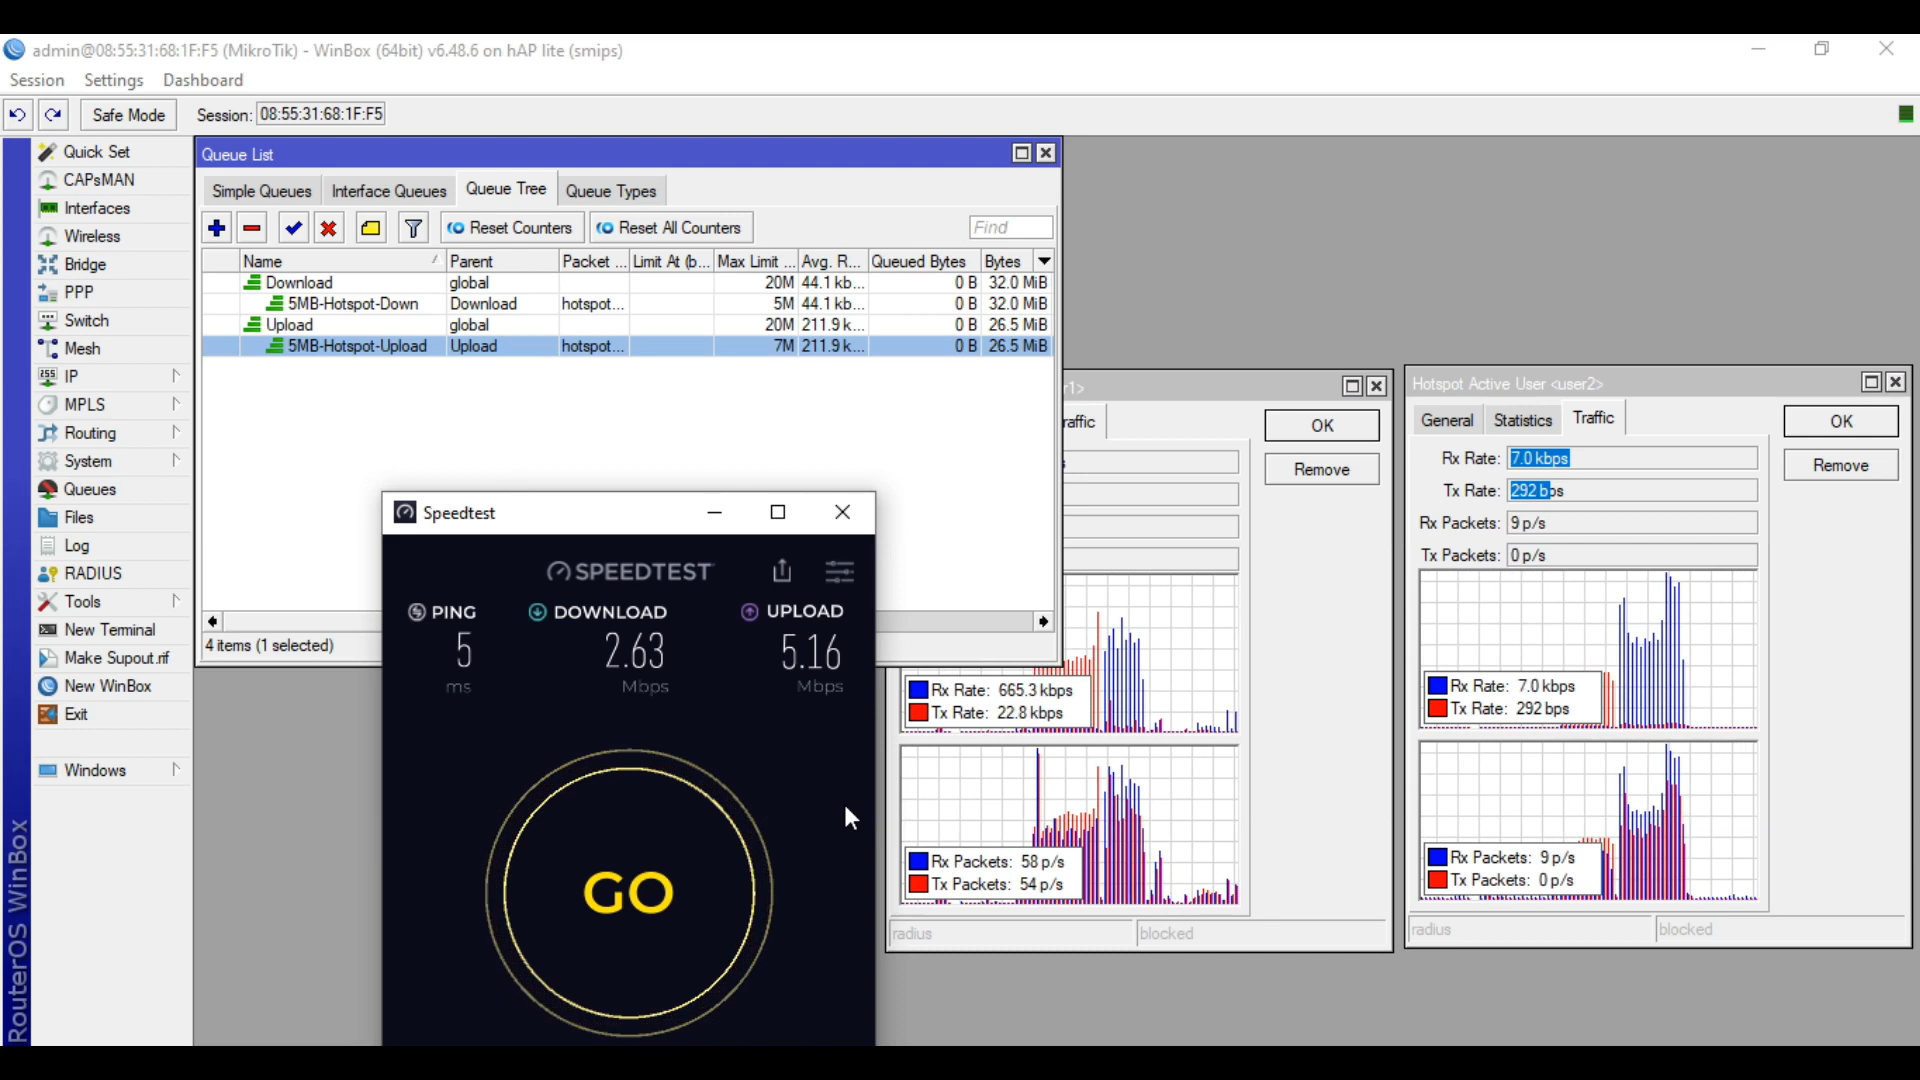 admin@08:55:31:68:1F:F5 (MikroTik) - WinBox (64bit) v6.48.6 on hAP lite (smips)
Session Settings Dashboard
Safe Mode Session: 08:55:31:68:1F:F5
Quick Set
CAPsMAN
Interfaces
Wireless
Bridge
PPP
Switch
Mesh
IP
MPLS
Routing
System
Queues
Files
Log
RADIUS
Tools
New Terminal
Make Supout.rif
New WinBox
Exit
Windows
RouterOS WinBox
Queue List
Simple Queues Interface Queues Queue Tree Queue Types
Reset Counters Reset All Counters Find
Name Parent Packet ... Limit At (b... Max Limit ... Avg. R... Queued Bytes Bytes
Download global 20M 44.1 kb... 0 B 32.0 MiB
5MB-Hotspot-Down Download hotspot... 5M 44.1 kb... 0 B 32.0 MiB
Upload global 20M 211.9 k... 0 B 26.5 MiB
5MB-Hotspot-Upload Upload hotspot... 7M 211.9 k... 0 B 26.5 MiB
4 items (1 selected)
Speedtest
SPEEDTEST
PING DOWNLOAD UPLOAD
5 2.63 5.16
ms Mbps Mbps
GO
r1>
raffic
OK
Remove
Rx Rate: 665.3 kbps
Tx Rate: 22.8 kbps
Rx Packets: 58 p/s
Tx Packets: 54 p/s
radius blocked
Hotspot Active User <user2>
General Statistics Traffic
OK
Remove
Rx Rate: 7.0 kbps
Tx Rate: 292 bps
Rx Packets: 9 p/s
Tx Packets: 0 p/s
Rx Rate: 7.0 kbps
Tx Rate: 292 bps
Rx Packets: 9 p/s
Tx Packets: 0 p/s
radius blocked